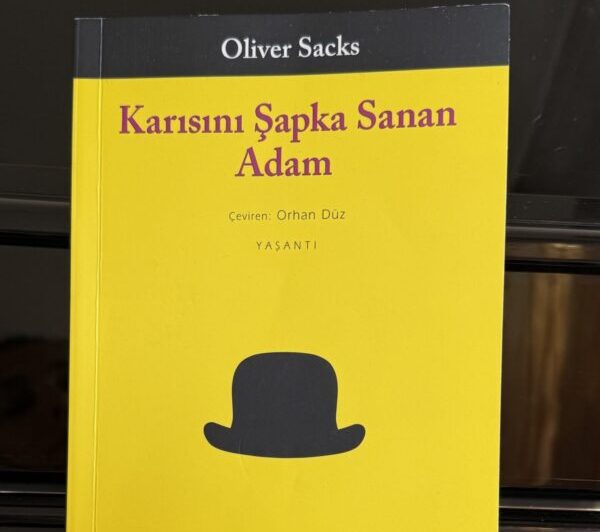 Oliver Sacks
Karısını Şapka Sanan
Adam
Çeviren: Orhan Düz
YAŞANTI